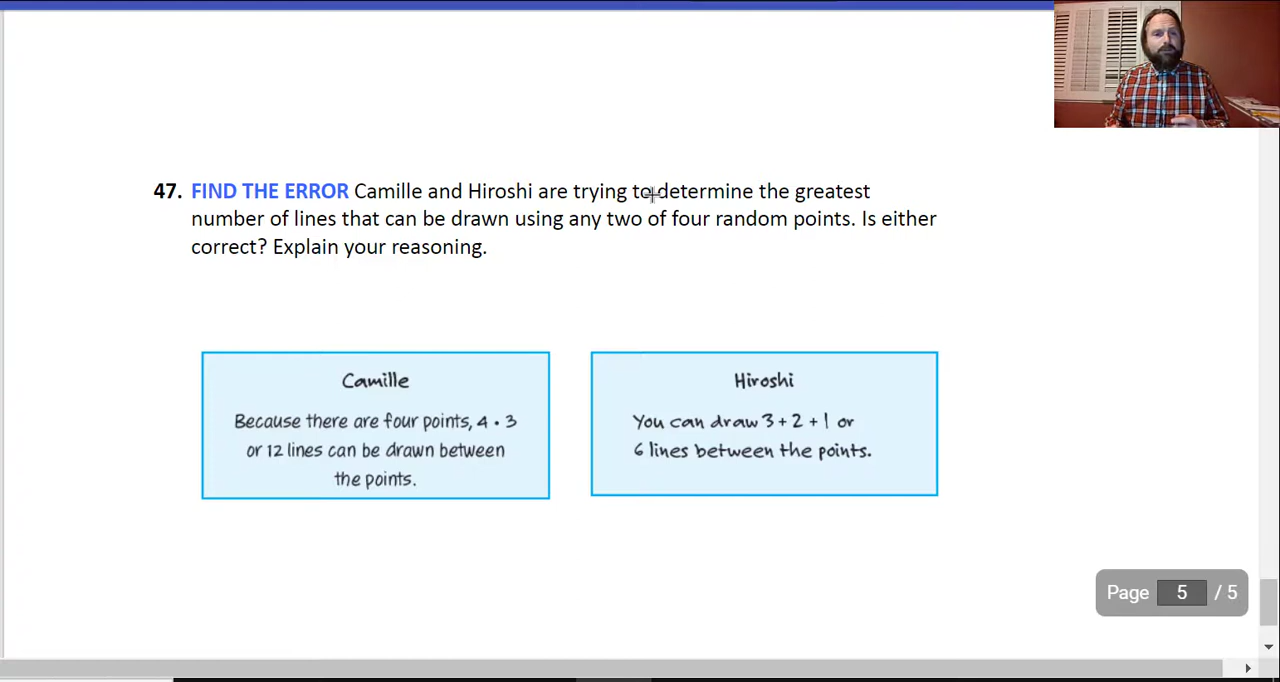 47. FIND THE ERROR Camille and Hiroshi are trying to determine the greatest
number of lines that can be drawn using any two of four random points. Is either
correct? Explain your reasoning.
Camille
Because there are four points, 4 • 3
or 12 lines can be drawn between
the points.
Hiroshi
You can draw 3 + 2 + 1 or
6 lines between the points.
Page 5 / 5